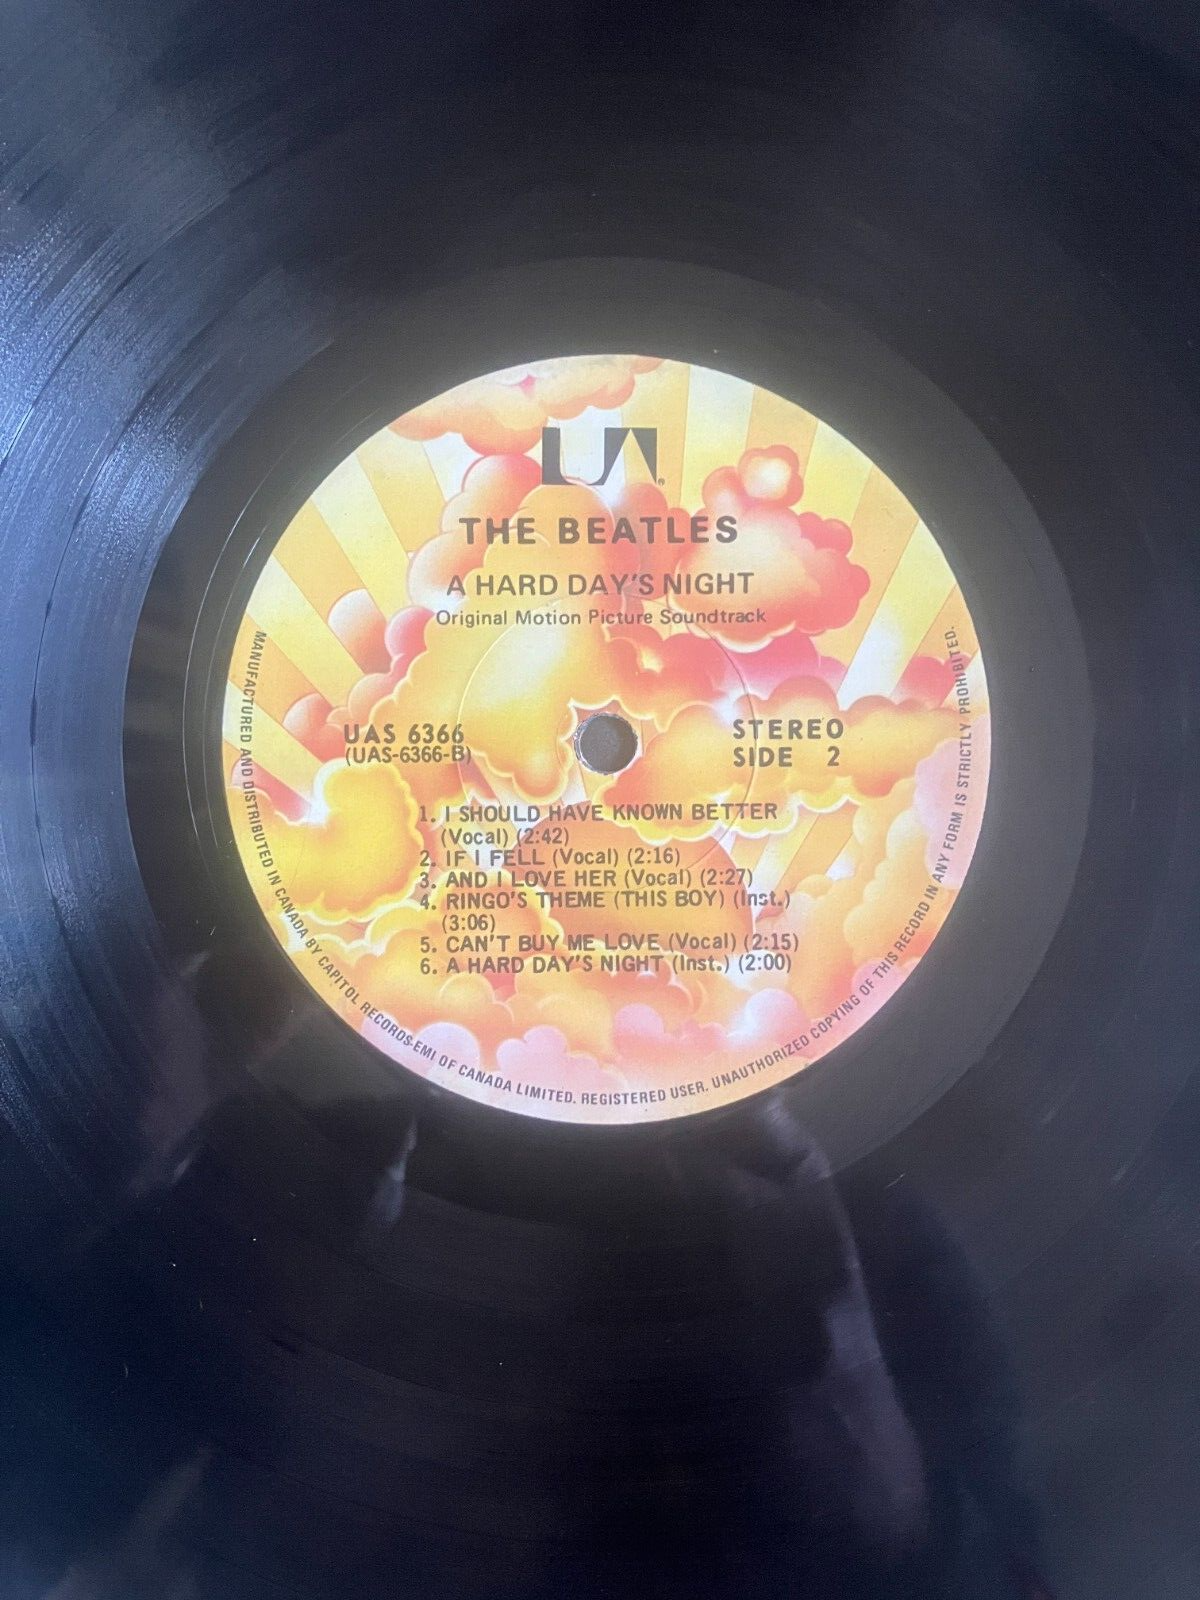 UA®
THE BEATLES
A HARD DAY'S NIGHT
Original Motion Picture Soundtrack
UAS 6366
(UAS-6366-B)
STEREO
SIDE 2
1. I SHOULD HAVE KNOWN BETTER
(Vocal) (2:42)
2. IF I FELL (Vocal) (2:16)
3. AND I LOVE HER (Vocal) (2:27)
4. RINGO'S THEME (THIS BOY) (Inst.)
(3:06)
5. CAN'T BUY ME LOVE (Vocal) (2:15)
6. A HARD DAY'S NIGHT (Inst.) (2:00)
MANUFACTURED AND DISTRIBUTED IN CANADA BY CAPITOL RECORDS-EMI OF CANADA LIMITED. REGISTERED USER. UNAUTHORIZED COPYING OF THIS RECORD IN ANY FORM IS STRICTLY PROHIBITED.